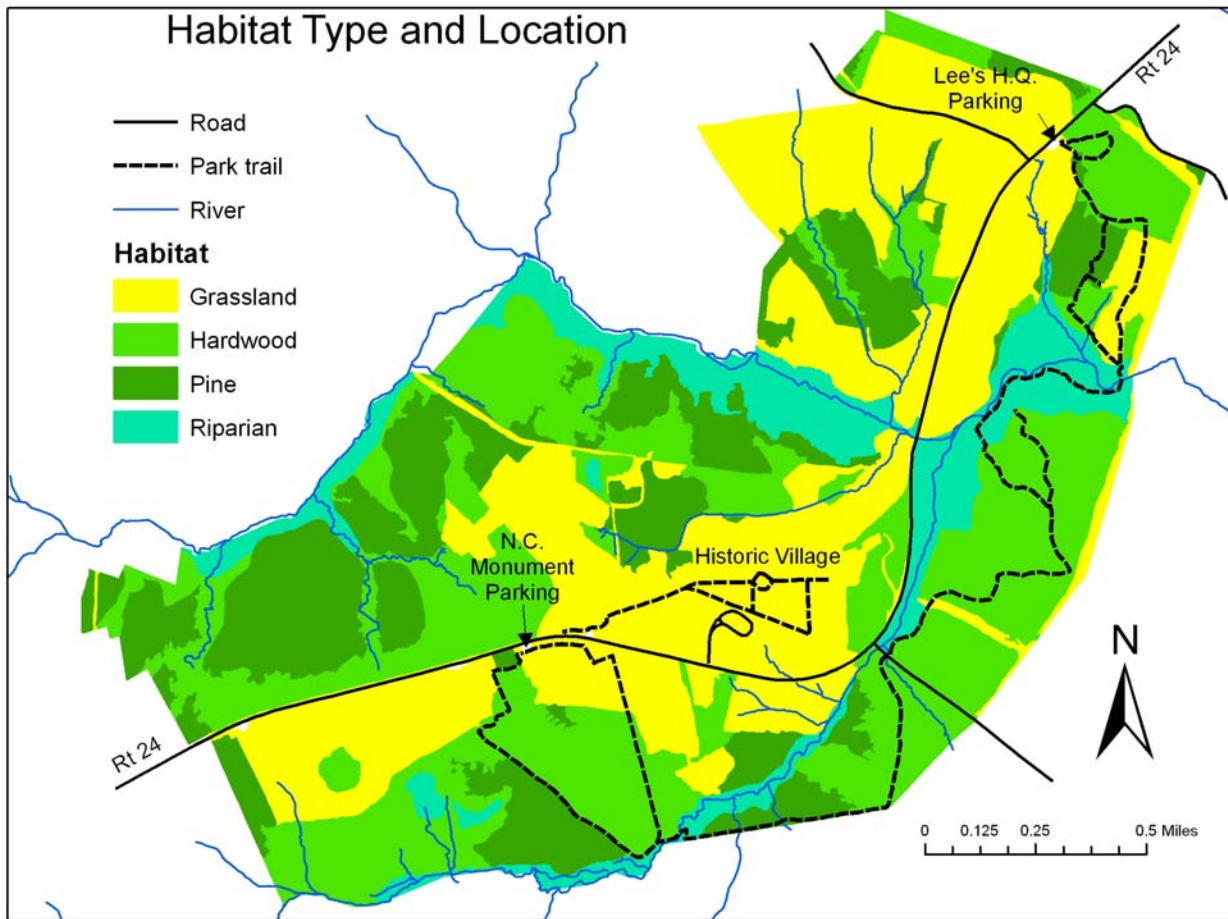 Habitat Type and Location
Road
Park trail
River
Habitat
Grassland
Hardwood
Pine
Riparian
Lee's H.Q.
Parking
Rt 24
N.C.
Monument
Parking
Historic Village
Rt 24
N
0 0.125 0.25 0.5 Miles